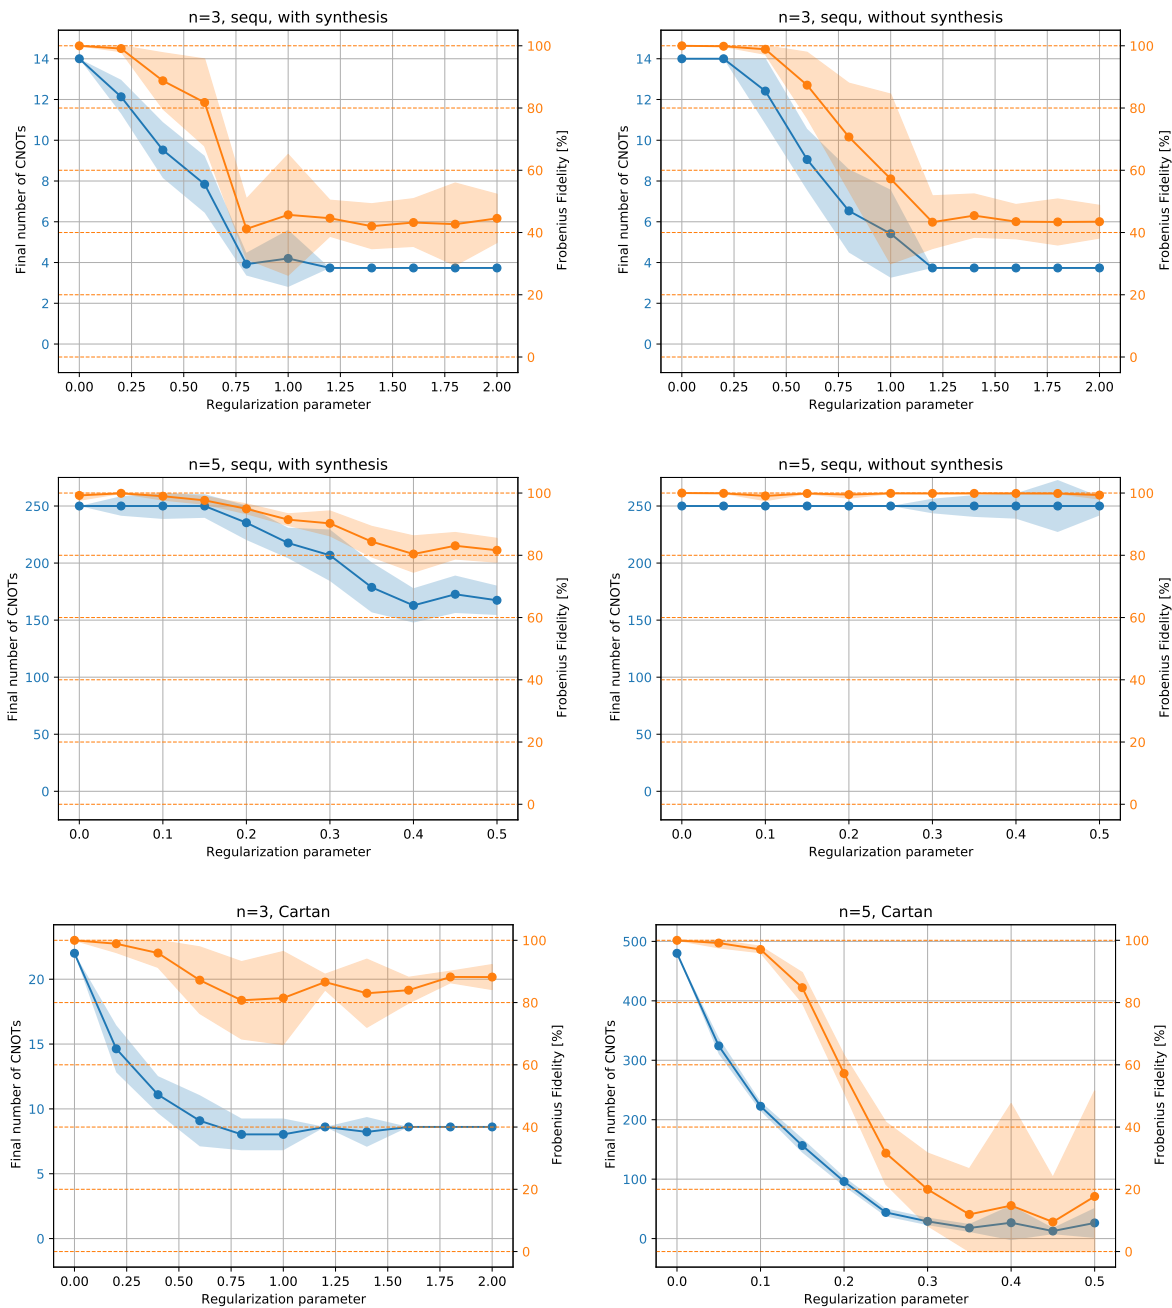 n=3, sequ, with synthesis
Final number of CNOTs
14
12
10
8
6
4
2
0
100
80
60
40
20
0
Frobenius Fidelity [%]
0.00 0.25 0.50 0.75 1.00 1.25 1.50 1.75 2.00
Regularization parameter
n=3, sequ, without synthesis
Final number of CNOTs
14
12
10
8
6
4
2
0
100
80
60
40
20
0
Frobenius Fidelity [%]
0.00 0.25 0.50 0.75 1.00 1.25 1.50 1.75 2.00
Regularization parameter
n=5, sequ, with synthesis
Final number of CNOTs
250
200
150
100
50
0
100
80
60
40
20
0
Frobenius Fidelity [%]
0.0 0.1 0.2 0.3 0.4 0.5
Regularization parameter
n=5, sequ, without synthesis
Final number of CNOTs
250
200
150
100
50
0
100
80
60
40
20
0
Frobenius Fidelity [%]
0.0 0.1 0.2 0.3 0.4 0.5
Regularization parameter
n=3, Cartan
Final number of CNOTs
20
15
10
5
0
100
80
60
40
20
0
Frobenius Fidelity [%]
0.00 0.25 0.50 0.75 1.00 1.25 1.50 1.75 2.00
Regularization parameter
n=5, Cartan
Final number of CNOTs
500
400
300
200
100
0
100
80
60
40
20
0
Frobenius Fidelity [%]
0.0 0.1 0.2 0.3 0.4 0.5
Regularization parameter